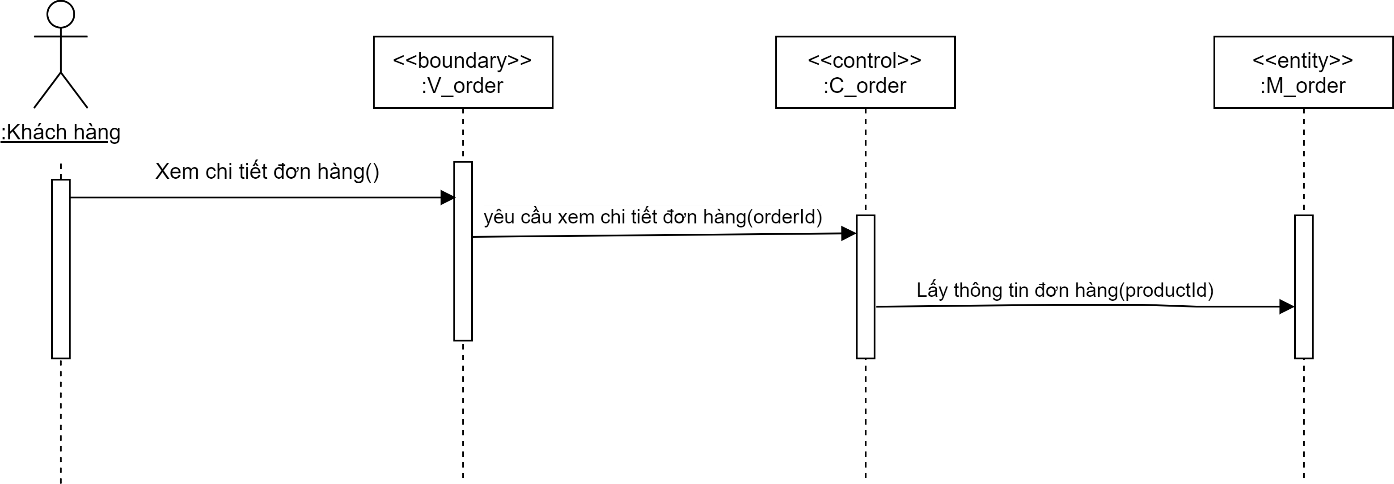 <<boundary>>
:V_order
<<control>>
:C_order
<<entity>>
:M_order
:Khách hàng
Xem chi tiết đơn hàng()
yêu cầu xem chi tiết đơn hàng(orderId)
Lấy thông tin đơn hàng(productId)